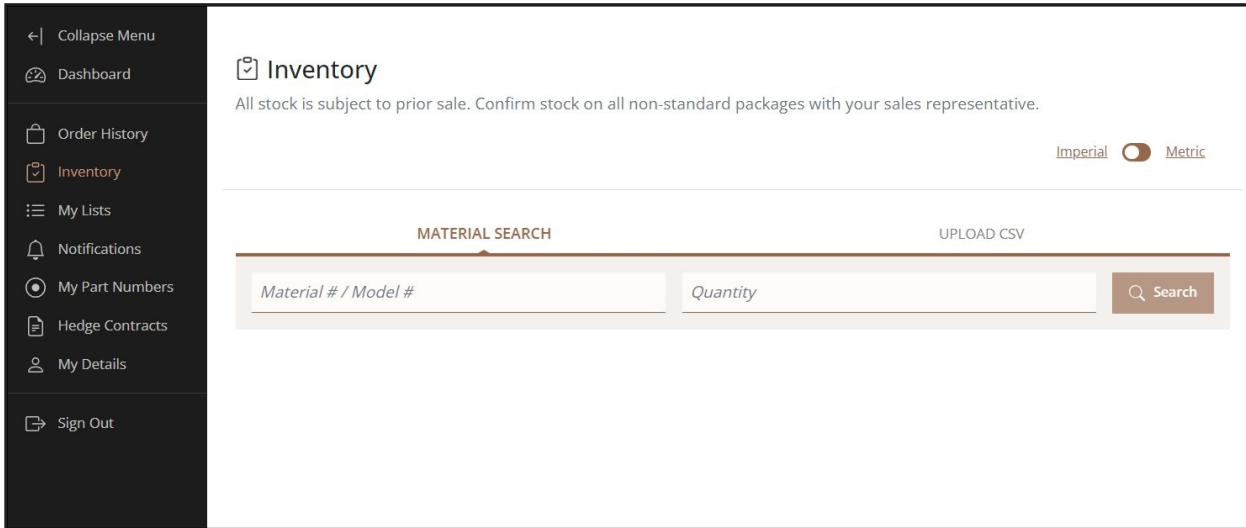 Collapse Menu
Dashboard
Order History
Inventory
My Lists
Notifications
My Part Numbers
Hedge Contracts
My Details
Sign Out
Inventory
All stock is subject to prior sale. Confirm stock on all non-standard packages with your sales representative.
Imperial Metric
MATERIAL SEARCH UPLOAD CSV
Material # / Model # Quantity Search